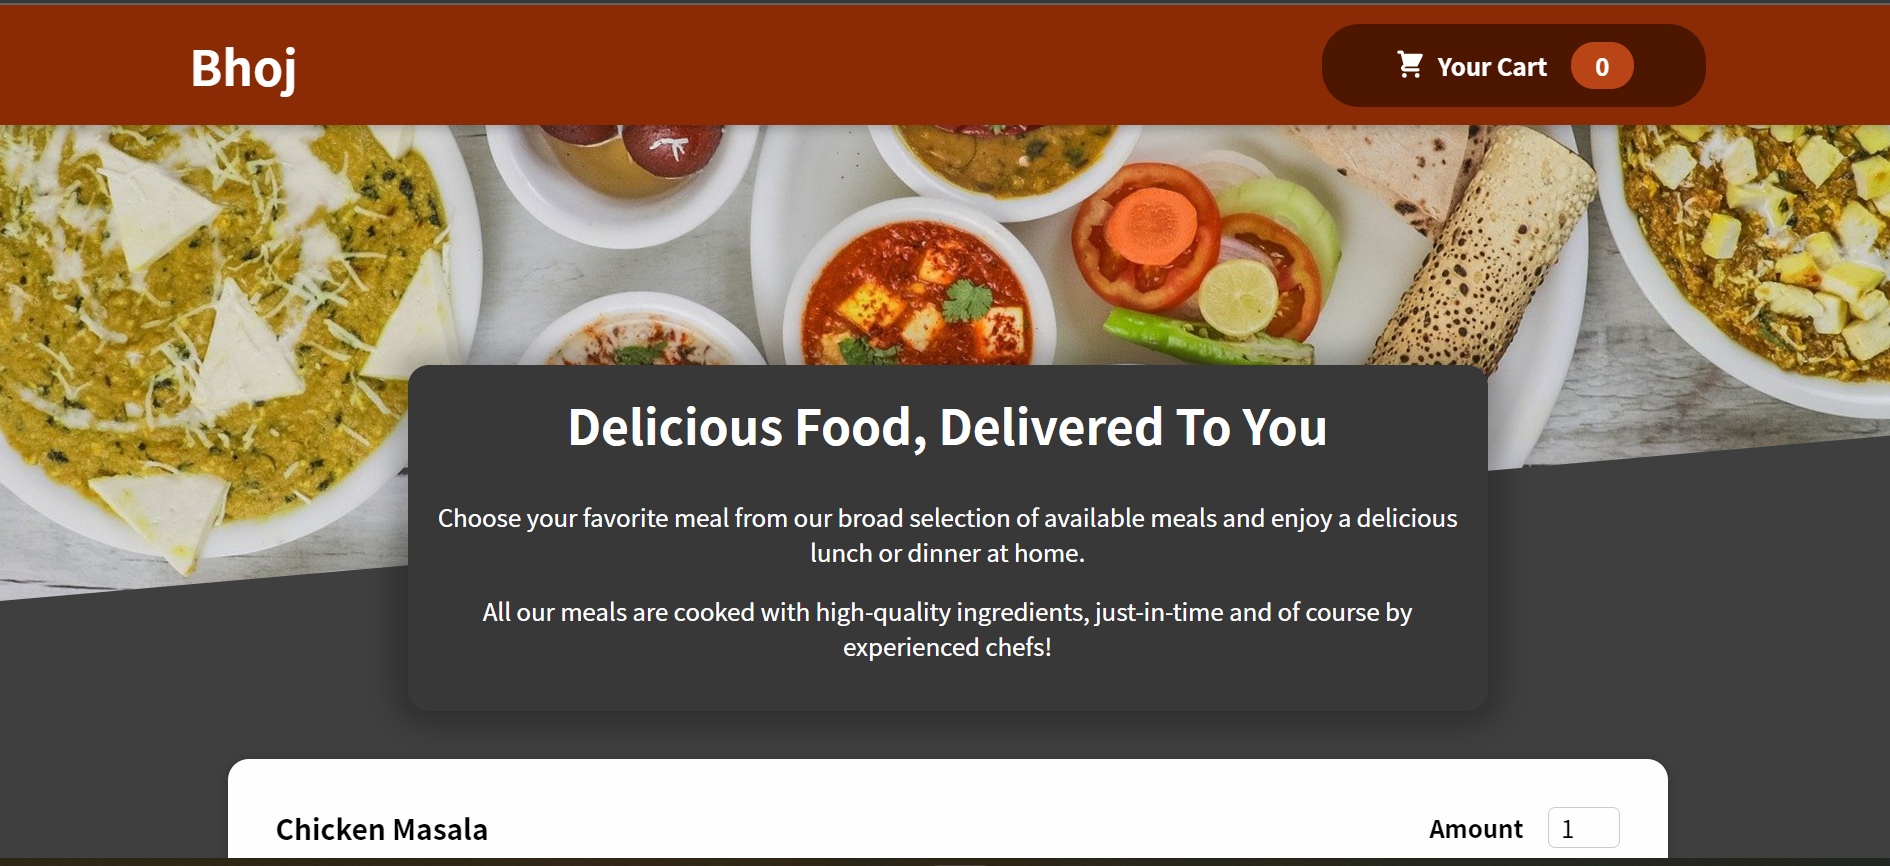 Bhoj
Your Cart 0
Delicious Food, Delivered To You
Choose your favorite meal from our broad selection of available meals and enjoy a delicious
lunch or dinner at home.
All our meals are cooked with high-quality ingredients, just-in-time and of course by
experienced chefs!
Chicken Masala
Amount 1